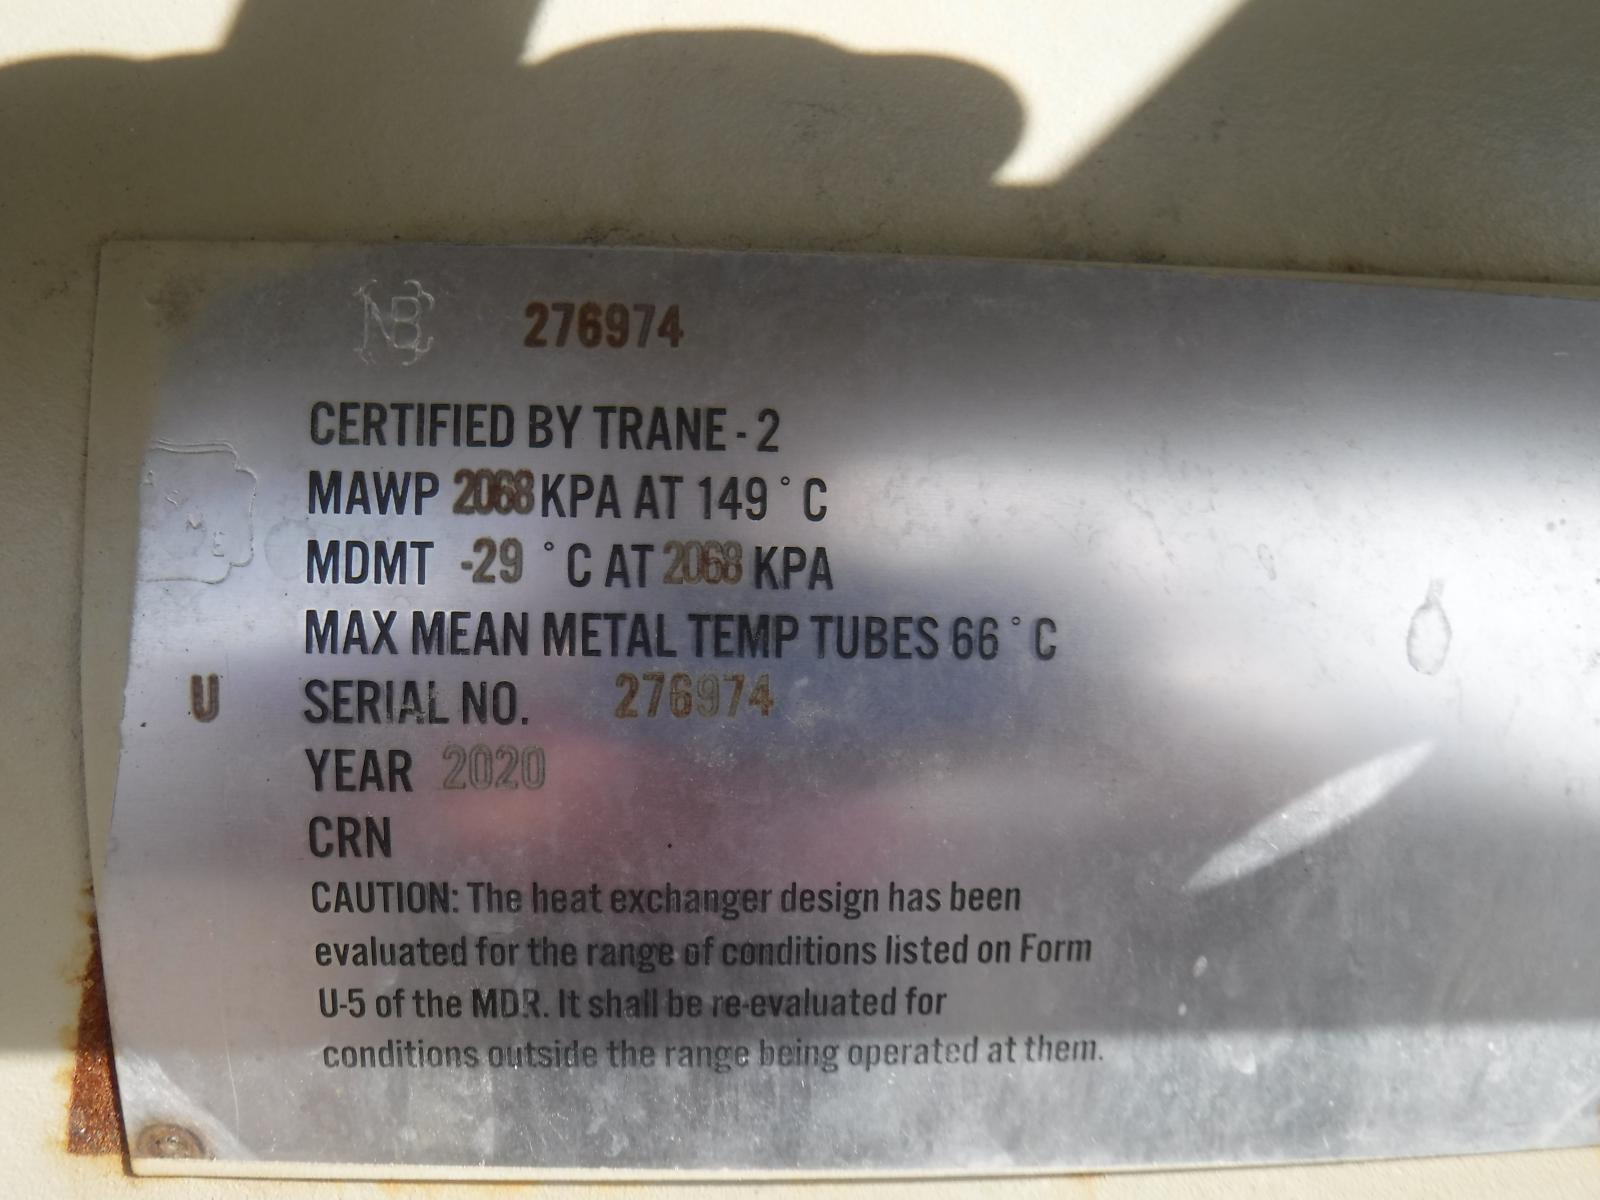 NB 276974
CERTIFIED BY TRANE - 2
MAWP 2068 KPA AT 149 °C
MDMT -29 °C AT 2068 KPA
MAX MEAN METAL TEMP TUBES 66 °C
U SERIAL NO. 276974
YEAR 2020
CRN
CAUTION: The heat exchanger design has been
evaluated for the range of conditions listed on Form
U-5 of the MDR. It shall be re-evaluated for
conditions outside the range being operated at them.